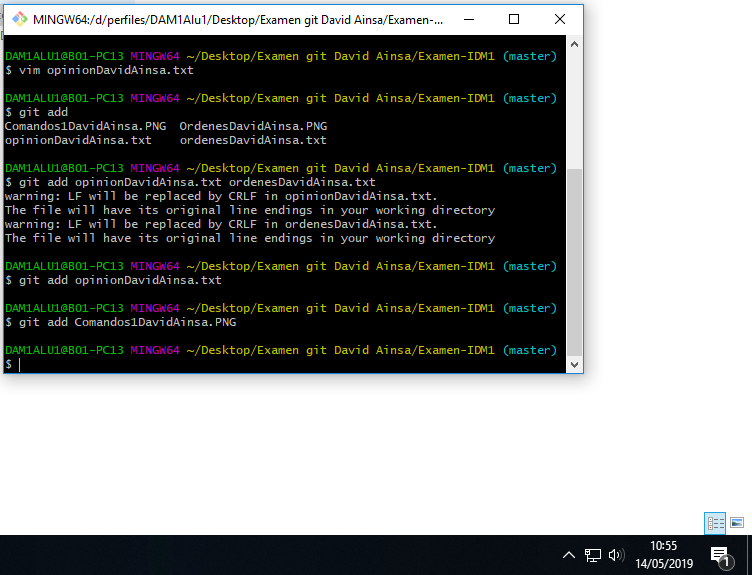 MINGW64:/d/perfiles/DAM1Alu1/Desktop/Examen git David Ainsa/Examen-...
DAM1ALU1@B01-PC13 MINGW64 ~/Desktop/Examen git David Ainsa/Examen-IDM1 (master)
$ vim opinionDavidAinsa.txt
DAM1ALU1@B01-PC13 MINGW64 ~/Desktop/Examen git David Ainsa/Examen-IDM1 (master)
$ git add
Comandos1DavidAinsa.PNG  OrdenesDavidAinsa.PNG
opinionDavidAinsa.txt    ordenesDavidAinsa.txt
DAM1ALU1@B01-PC13 MINGW64 ~/Desktop/Examen git David Ainsa/Examen-IDM1 (master)
$ git add opinionDavidAinsa.txt ordenesDavidAinsa.txt
warning: LF will be replaced by CRLF in opinionDavidAinsa.txt.
The file will have its original line endings in your working directory
warning: LF will be replaced by CRLF in ordenesDavidAinsa.txt.
The file will have its original line endings in your working directory
DAM1ALU1@B01-PC13 MINGW64 ~/Desktop/Examen git David Ainsa/Examen-IDM1 (master)
$ git add opinionDavidAinsa.txt
DAM1ALU1@B01-PC13 MINGW64 ~/Desktop/Examen git David Ainsa/Examen-IDM1 (master)
$ git add Comandos1DavidAinsa.PNG
DAM1ALU1@B01-PC13 MINGW64 ~/Desktop/Examen git David Ainsa/Examen-IDM1 (master)
$
10:55
14/05/2019
1